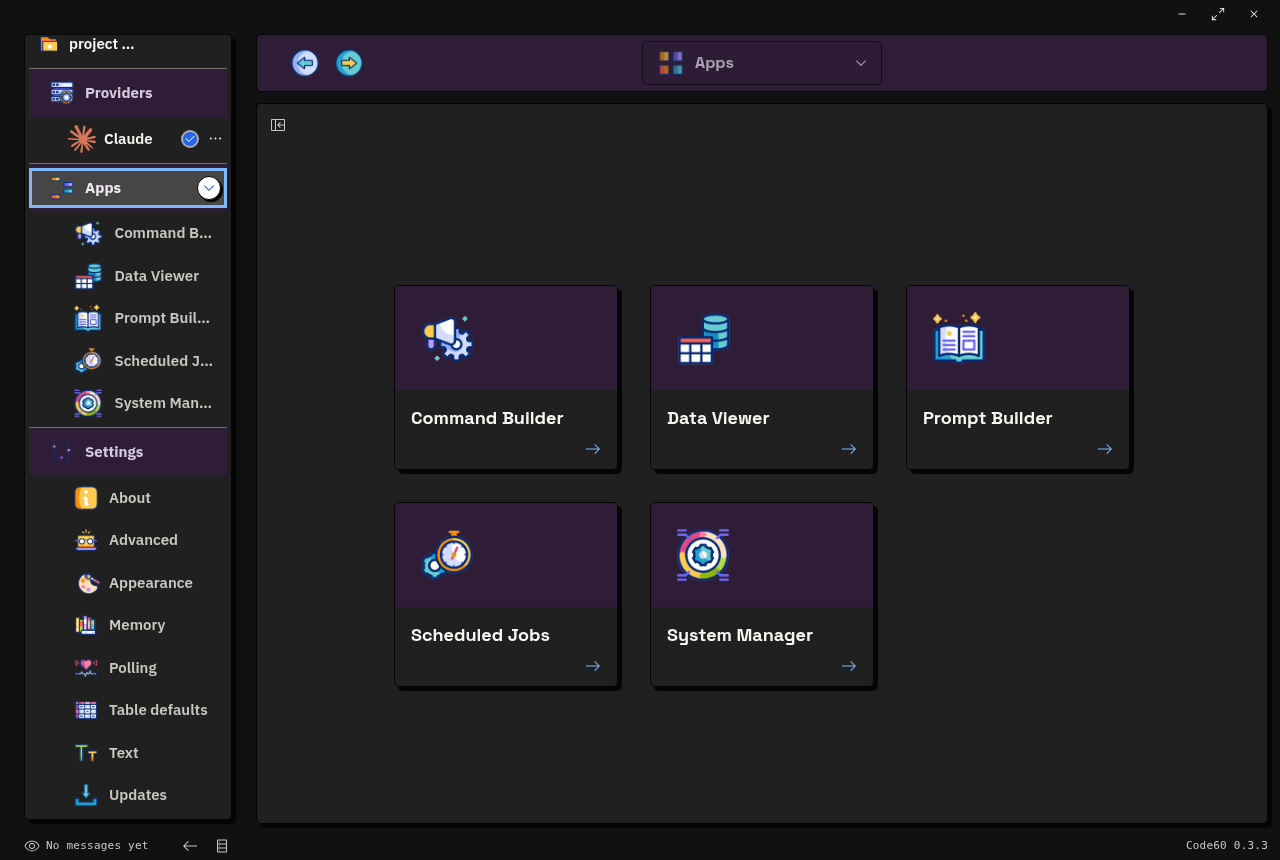 project ...
Providers
Claude
Apps
Command B...
Data Viewer
Prompt Buil...
Scheduled J...
System Man...
Settings
About
Advanced
Appearance
Memory
Polling
Table defaults
Text
Updates
No messages yet
Apps
Command Builder
Data Viewer
Prompt Builder
Scheduled Jobs
System Manager
Code60 0.3.3